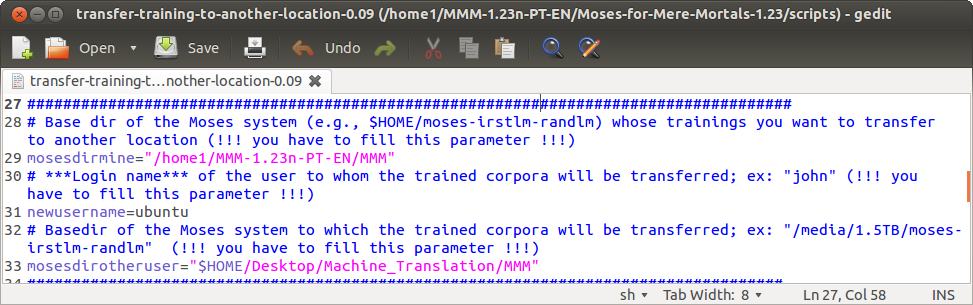 transfer-training-to-another-location-0.09 (/home1/MMM-1.23n-PT-EN/Moses-for-Mere-Mortals-1.23/scripts) - gedit
Open Save Undo
transfer-training-t...nother-location-0.09
27 #####################################################################################
28 # Base dir of the Moses system (e.g., $HOME/moses-irstlm-randlm) whose trainings you want to transfer
to another location (!!! you have to fill this parameter !!!)
29 mosesdirmine="/home1/MMM-1.23n-PT-EN/MMM"
30 # ***Login name*** of the user to whom the trained corpora will be transferred; ex: "john" (!!! you
have to fill this parameter !!!)
31 newusername=ubuntu
32 # Basedir of the Moses system to which the trained corpora will be transferred; ex: "/media/1.5TB/moses-
irstlm-randlm"  (!!! you have to fill this parameter !!!)
33 mosesdirotheruser="$HOME/Desktop/Machine_Translation/MMM"
34 ####################################################################################
sh Tab Width: 8 Ln 27, Col 58 INS